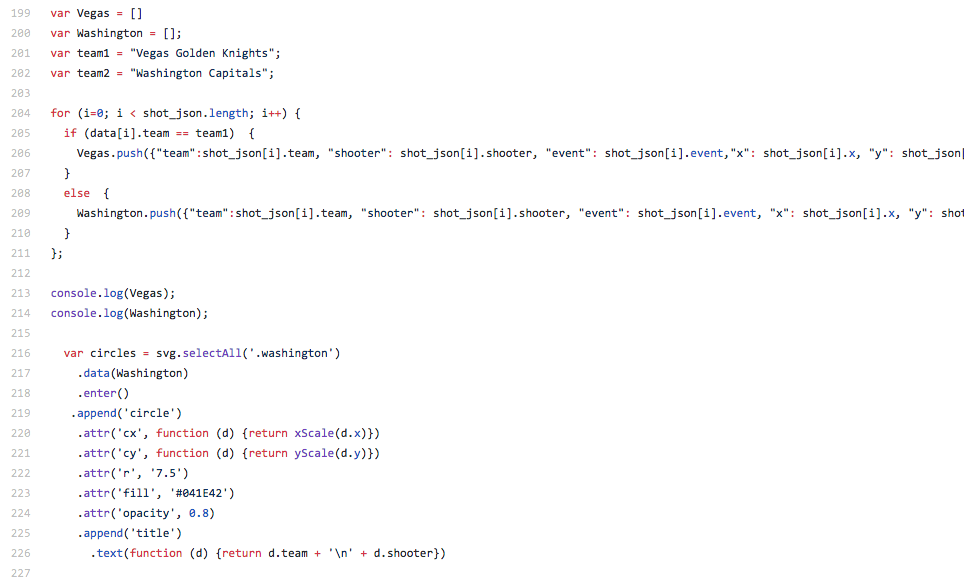 199 var Vegas = []
200 var Washington = [];
201 var team1 = "Vegas Golden Knights";
202 var team2 = "Washington Capitals";
203
204 for (i=0; i < shot_json.length; i++) {
205 if (data[i].team == team1)  {
206 Vegas.push({"team":shot_json[i].team, "shooter": shot_json[i].shooter, "event": shot_json[i].event,"x": shot_json[i].x, "y": shot_json[
207 }
208 else  {
209 Washington.push({"team":shot_json[i].team, "shooter": shot_json[i].shooter, "event": shot_json[i].event, "x": shot_json[i].x, "y": shot
210 }
211 };
212
213 console.log(Vegas);
214 console.log(Washington);
215
216 var circles = svg.selectAll('.washington')
217 .data(Washington)
218 .enter()
219 .append('circle')
220 .attr('cx', function (d) {return xScale(d.x)})
221 .attr('cy', function (d) {return yScale(d.y)})
222 .attr('r', '7.5')
223 .attr('fill', '#041E42')
224 .attr('opacity', 0.8)
225 .append('title')
226 .text(function (d) {return d.team + '\n' + d.shooter})
227